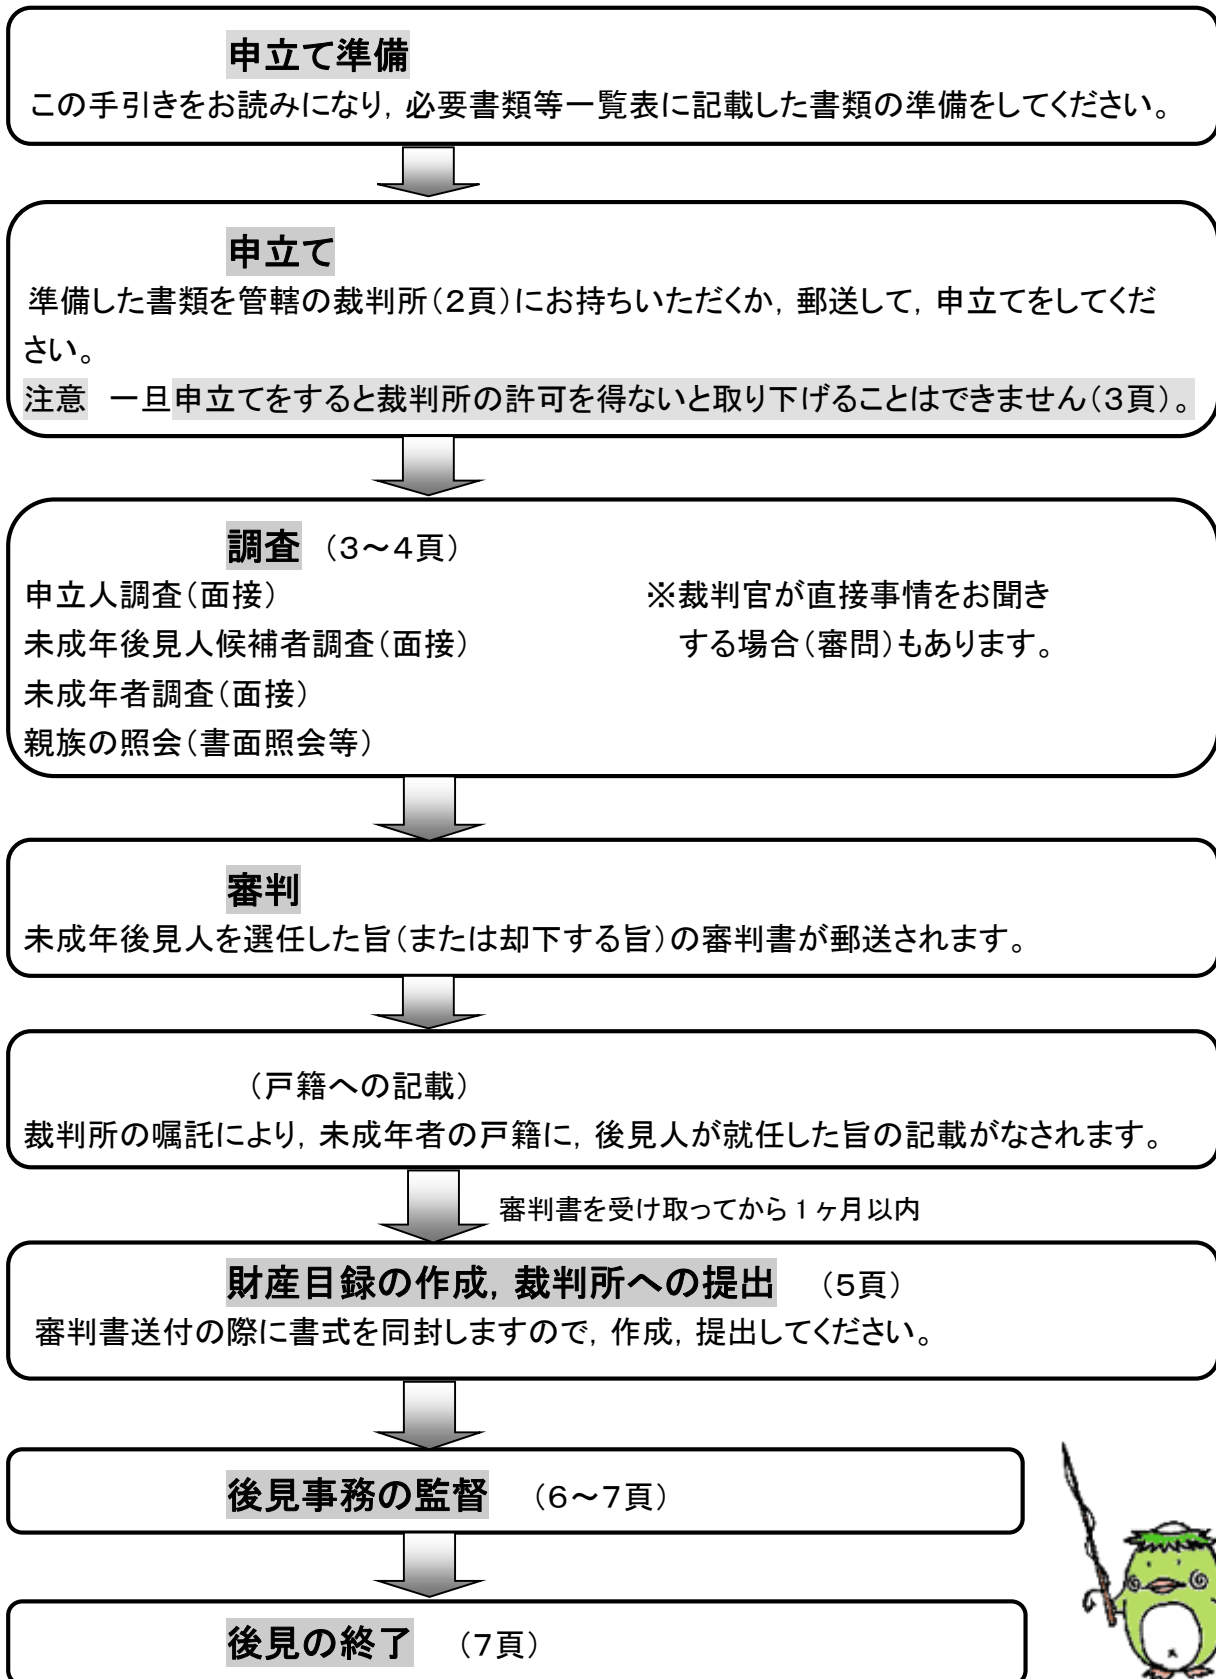 申立て準備
この手引きをお読みになり，必要書類等一覧表に記載した書類の準備をしてください。
申立て
準備した書類を管轄の裁判所（２頁）にお持ちいただくか，郵送して，申立てをしてくだ
さい。
注意　一旦申立てをすると裁判所の許可を得ないと取り下げることはできません（３頁）。
調査　（３～４頁）
申立人調査（面接）
未成年後見人候補者調査（面接）
未成年者調査（面接）
親族の照会（書面照会等）
※裁判官が直接事情をお聞き
する場合（審問）もあります。
審判
未成年後見人を選任した旨（または却下する旨）の審判書が郵送されます。
（戸籍への記載）
裁判所の嘱託により，未成年者の戸籍に，後見人が就任した旨の記載がなされます。
審判書を受け取ってから１ヶ月以内
財産目録の作成，裁判所への提出　（５頁）
審判書送付の際に書式を同封しますので，作成，提出してください。
後見事務の監督　（６～７頁）
後見の終了　（７頁）